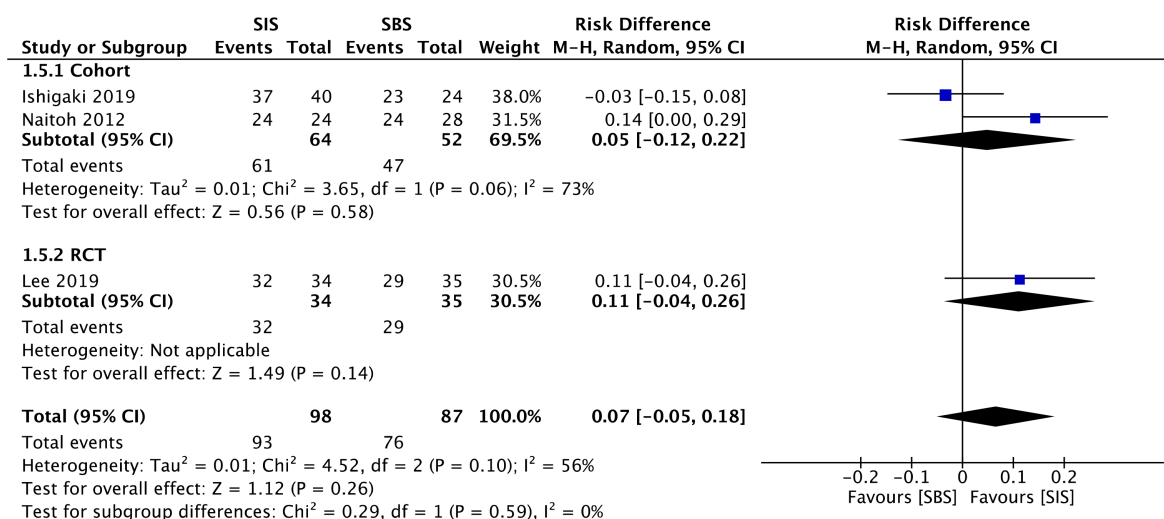 SIS SBS Risk Difference Risk Difference
Study or Subgroup Events Total Events Total Weight M-H, Random, 95% CI M-H, Random, 95% CI
1.5.1 Cohort
Ishigaki 2019 37 40 23 24 38.0% -0.03 [-0.15, 0.08]
Naitoh 2012 24 24 24 28 31.5% 0.14 [0.00, 0.29]
Subtotal (95% CI) 64 52 69.5% 0.05 [-0.12, 0.22]
Total events 61 47
Heterogeneity: Tau² = 0.01; Chi² = 3.65, df = 1 (P = 0.06); I² = 73%
Test for overall effect: Z = 0.56 (P = 0.58)
1.5.2 RCT
Lee 2019 32 34 29 35 30.5% 0.11 [-0.04, 0.26]
Subtotal (95% CI) 34 35 30.5% 0.11 [-0.04, 0.26]
Total events 32 29
Heterogeneity: Not applicable
Test for overall effect: Z = 1.49 (P = 0.14)
Total (95% CI) 98 87 100.0% 0.07 [-0.05, 0.18]
Total events 93 76
Heterogeneity: Tau² = 0.01; Chi² = 4.52, df = 2 (P = 0.10); I² = 56%
Test for overall effect: Z = 1.12 (P = 0.26)
Test for subgroup differences: Chi² = 0.29, df = 1 (P = 0.59), I² = 0%
-0.2 -0.1 0 0.1 0.2
Favours [SBS] Favours [SIS]